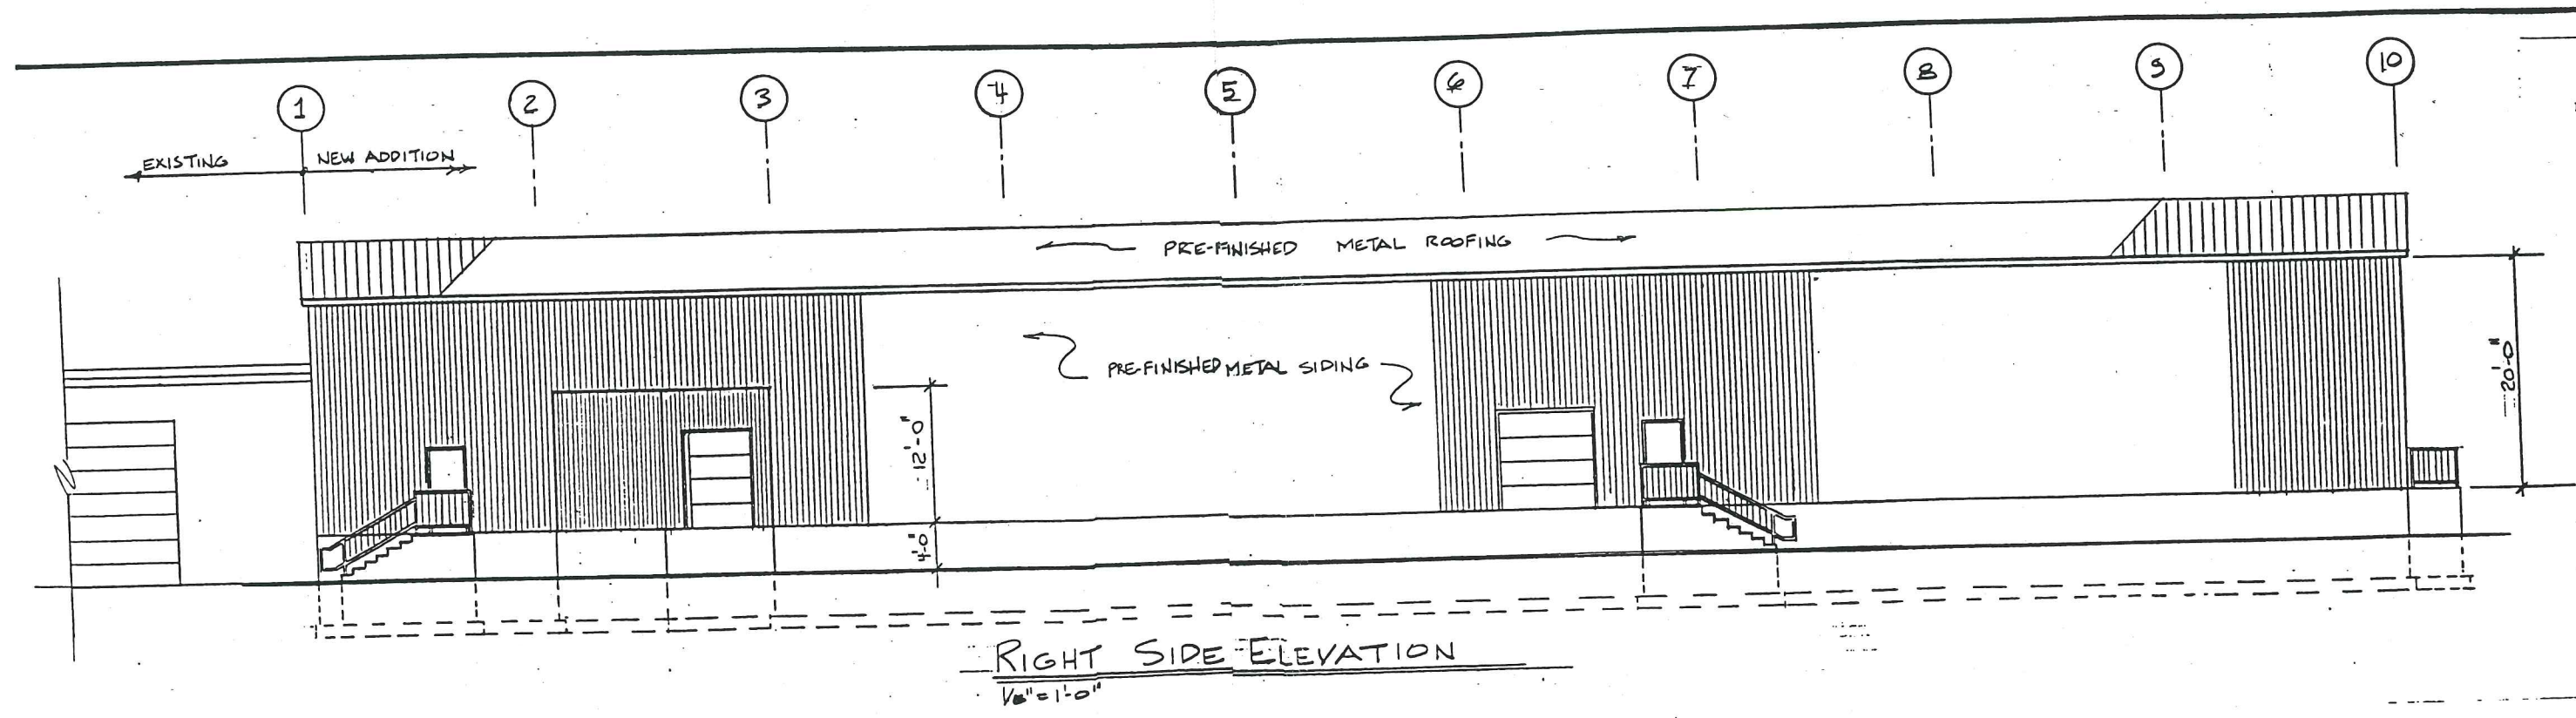 1 2 3 4 5 6 7 8 9 10
EXISTING NEW ADDITION
PRE-FINISHED METAL ROOFING
PRE-FINISHED METAL SIDING
12'-0"
20'-0"
4'-0"
RIGHT SIDE ELEVATION
1/8" = 1'-0"